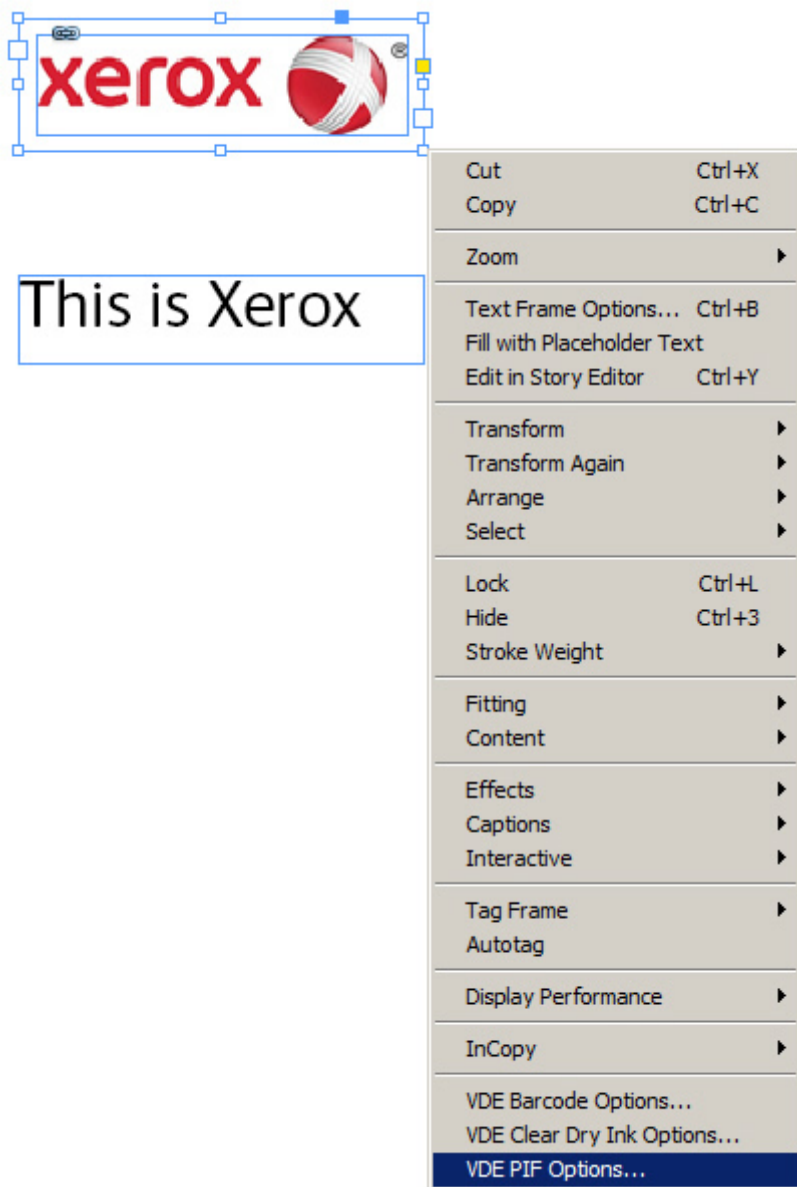 xerox ®
Cut Ctrl+X
Copy Ctrl+C
Zoom
This is Xerox
Text Frame Options... Ctrl+B
Fill with Placeholder Text
Edit in Story Editor Ctrl+Y
Transform
Transform Again
Arrange
Select
Lock Ctrl+L
Hide Ctrl+3
Stroke Weight
Fitting
Content
Effects
Captions
Interactive
Tag Frame
Autotag
Display Performance
InCopy
VDE Barcode Options...
VDE Clear Dry Ink Options...
VDE PIF Options...